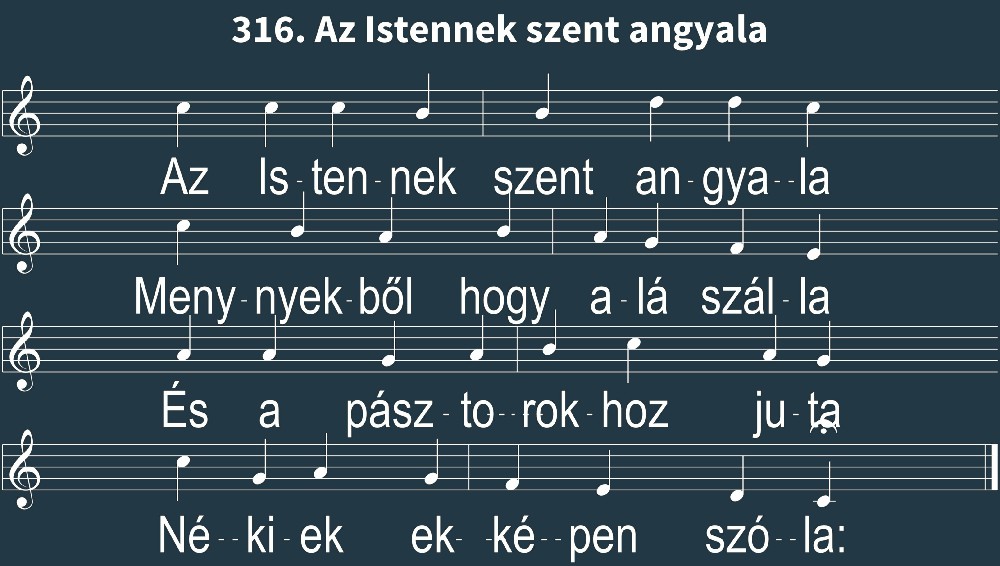 316. Az Istennek szent angyala
Az Is-ten-nek szent an-gya--la
Meny-nyek-ből hogy a-lá szál-la
És a pász-to--rok-hoz ju-ta
Né--ki-ek ek- -ké--pen szó--la: